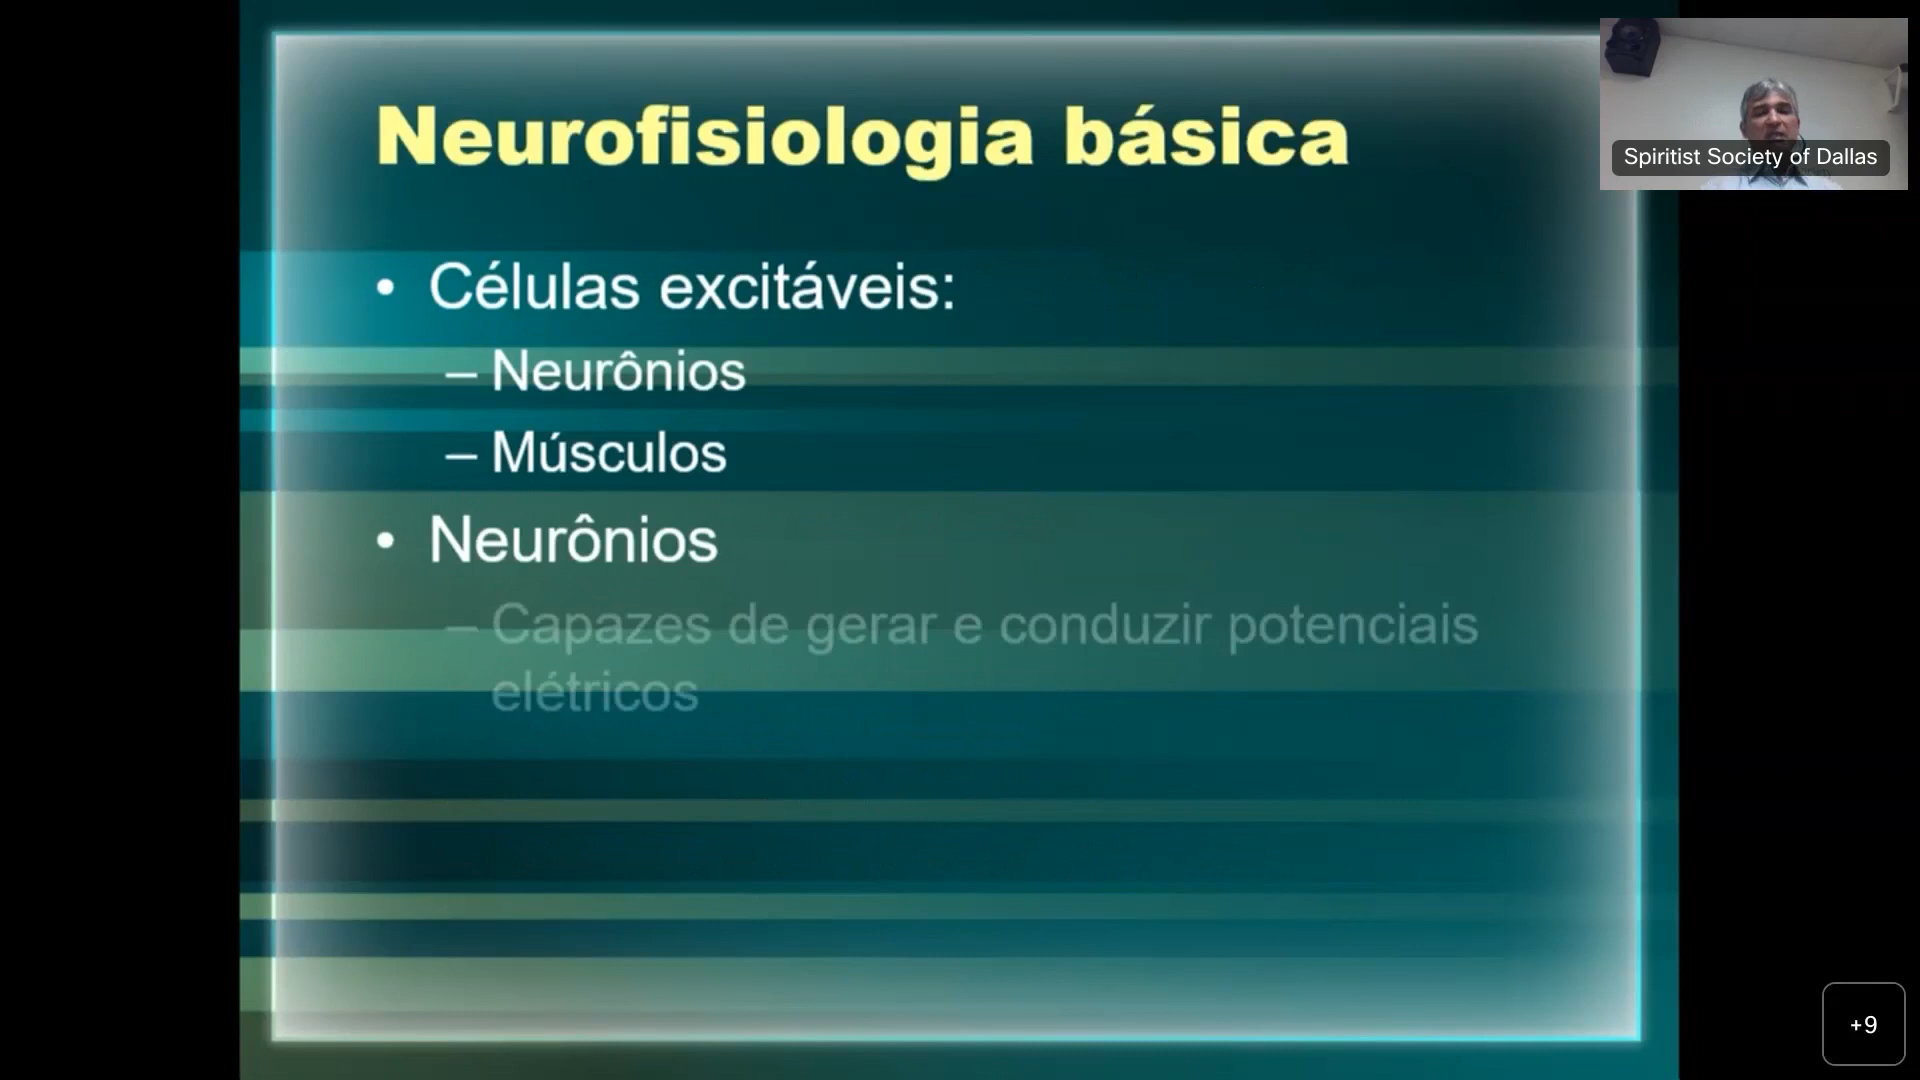 Neurofisiologia básica
• Células excitáveis:
– Neurônios
– Músculos
• Neurônios
– Capazes de gerar e conduzir potenciais
elétricos
Spiritist Society of Dallas
+9